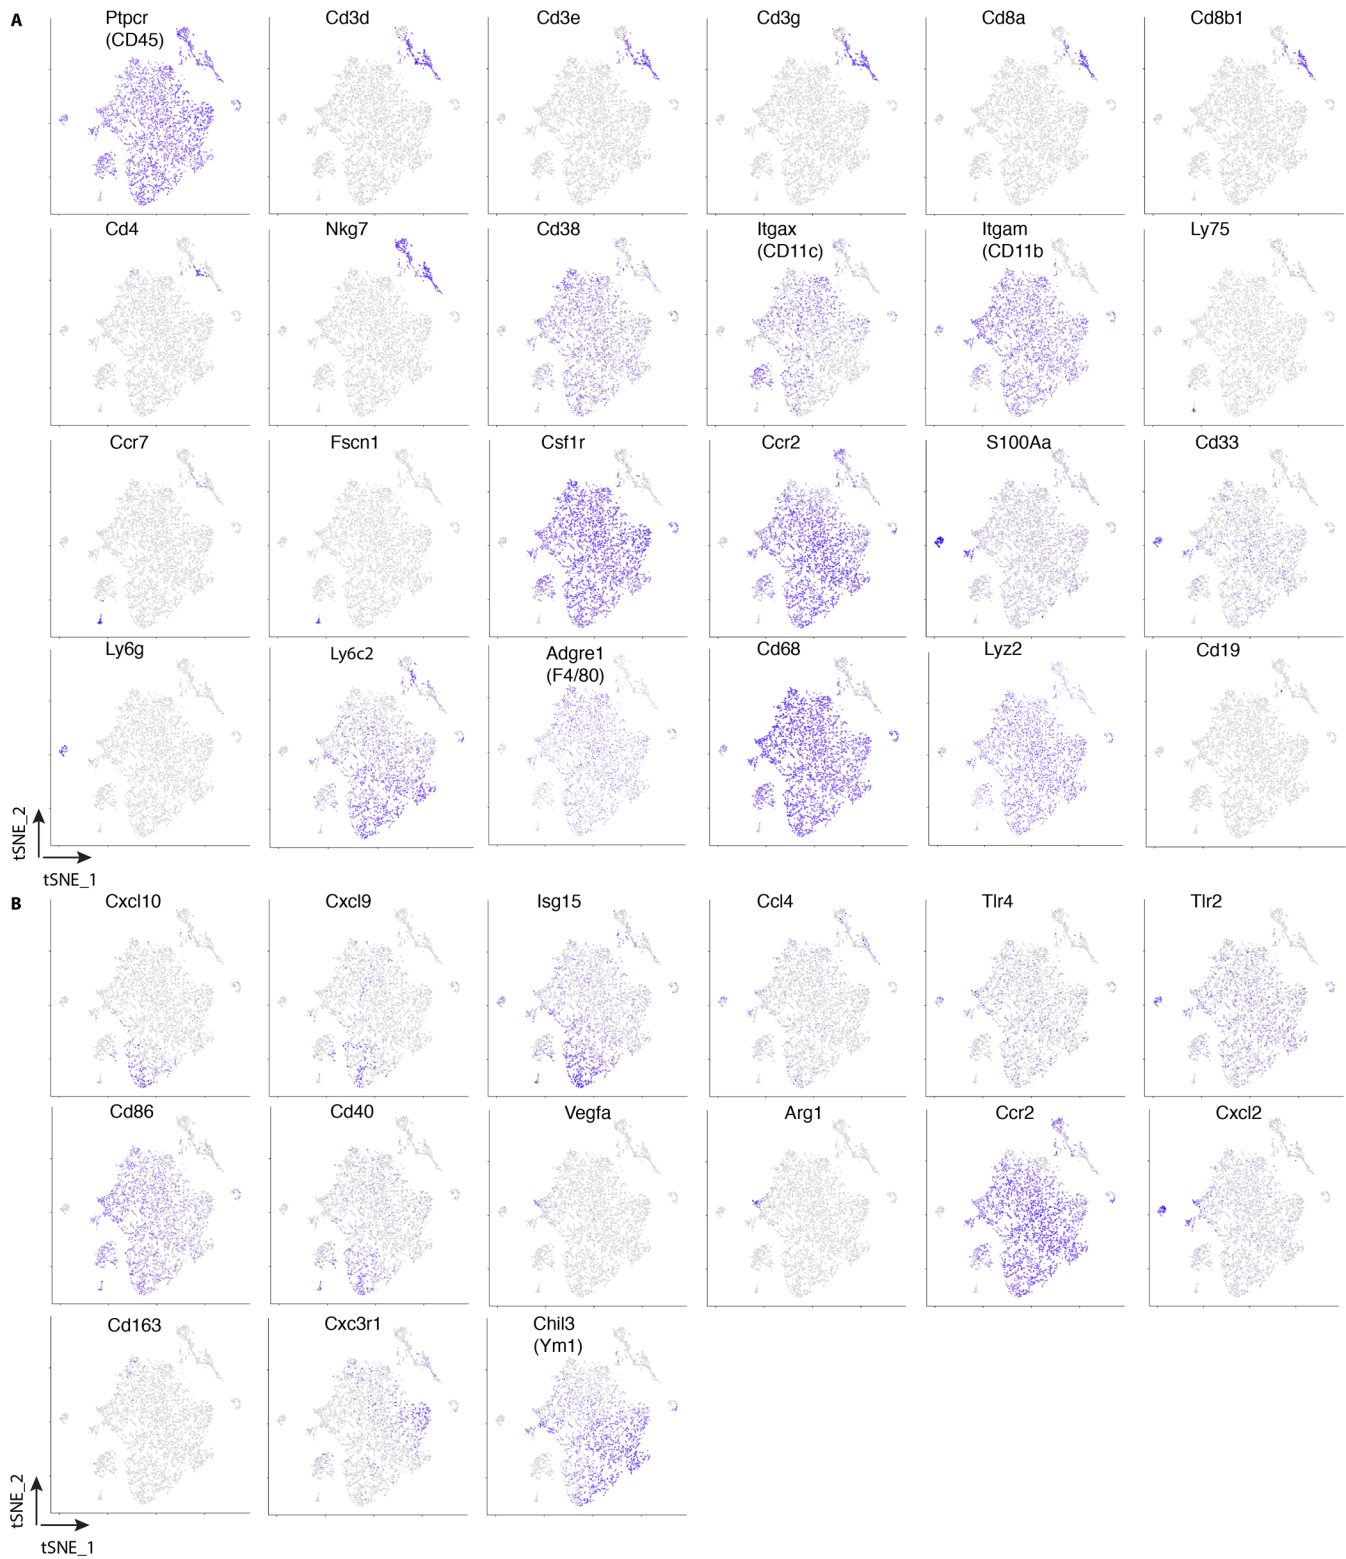 A
Ptpcr
(CD45)
Cd3d
Cd3e
Cd3g
Cd8a
Cd8b1
Cd4
Nkg7
Cd38
Itgax
(CD11c)
Itgam
(CD11b
Ly75
Ccr7
Fscn1
Csf1r
Ccr2
S100Aa
Cd33
Ly6g
Ly6c2
Adgre1
(F4/80)
Cd68
Lyz2
Cd19
tSNE_2
tSNE_1
B
Cxcl10
Cxcl9
Isg15
Ccl4
Tlr4
Tlr2
Cd86
Cd40
Vegfa
Arg1
Ccr2
Cxcl2
Cd163
Cxc3r1
Chil3
(Ym1)
tSNE_2
tSNE_1